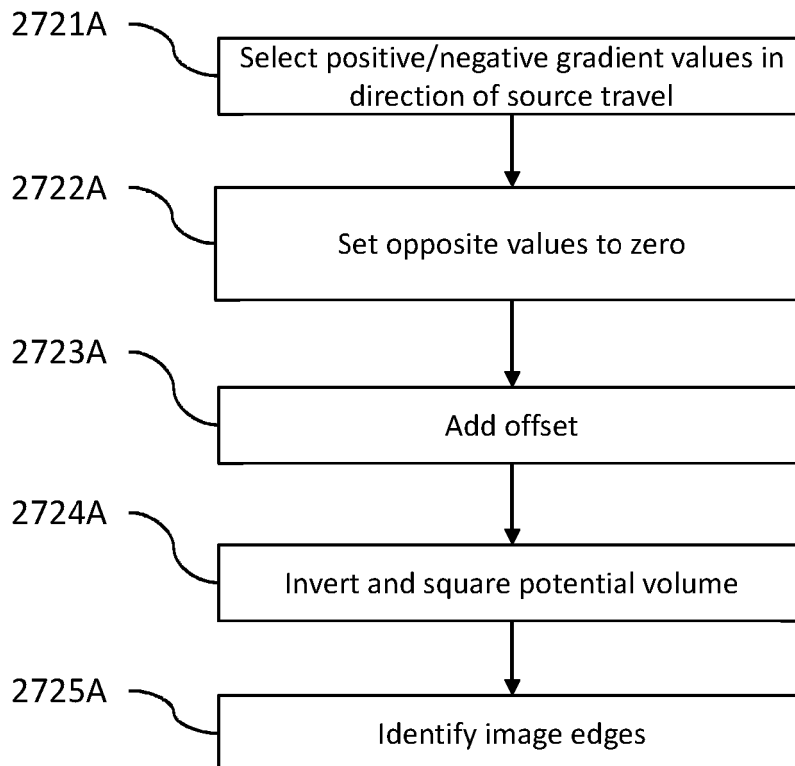 2721A
Select positive/negative gradient values in
direction of source travel
2722A
Set opposite values to zero
2723A
Add offset
2724A
Invert and square potential volume
2725A
Identify image edges